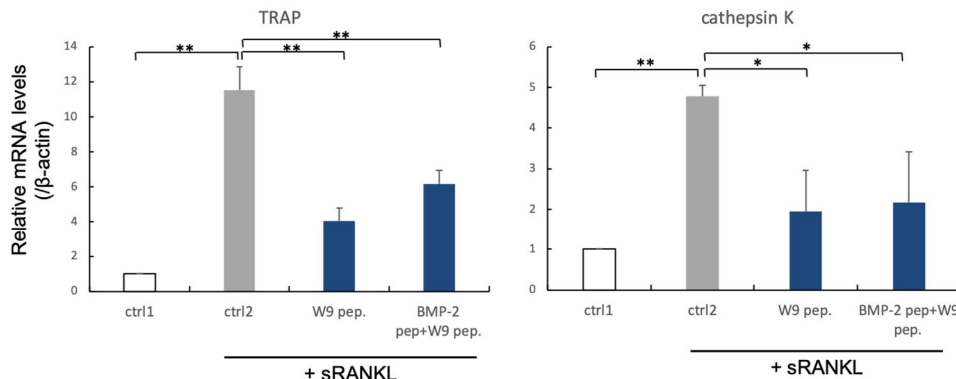 TRAP
Relative mRNA levels
(/β-actin)
14
12
10
8
6
4
2
0
**
**
**
ctrl1
ctrl2
W9 pep.
BMP-2
pep+W9 pep.
+ sRANKL
cathepsin K
6
5
4
3
2
1
0
*
**
*
ctrl1
ctrl2
W9 pep.
BMP-2 pep+W9
pep.
+ sRANKL